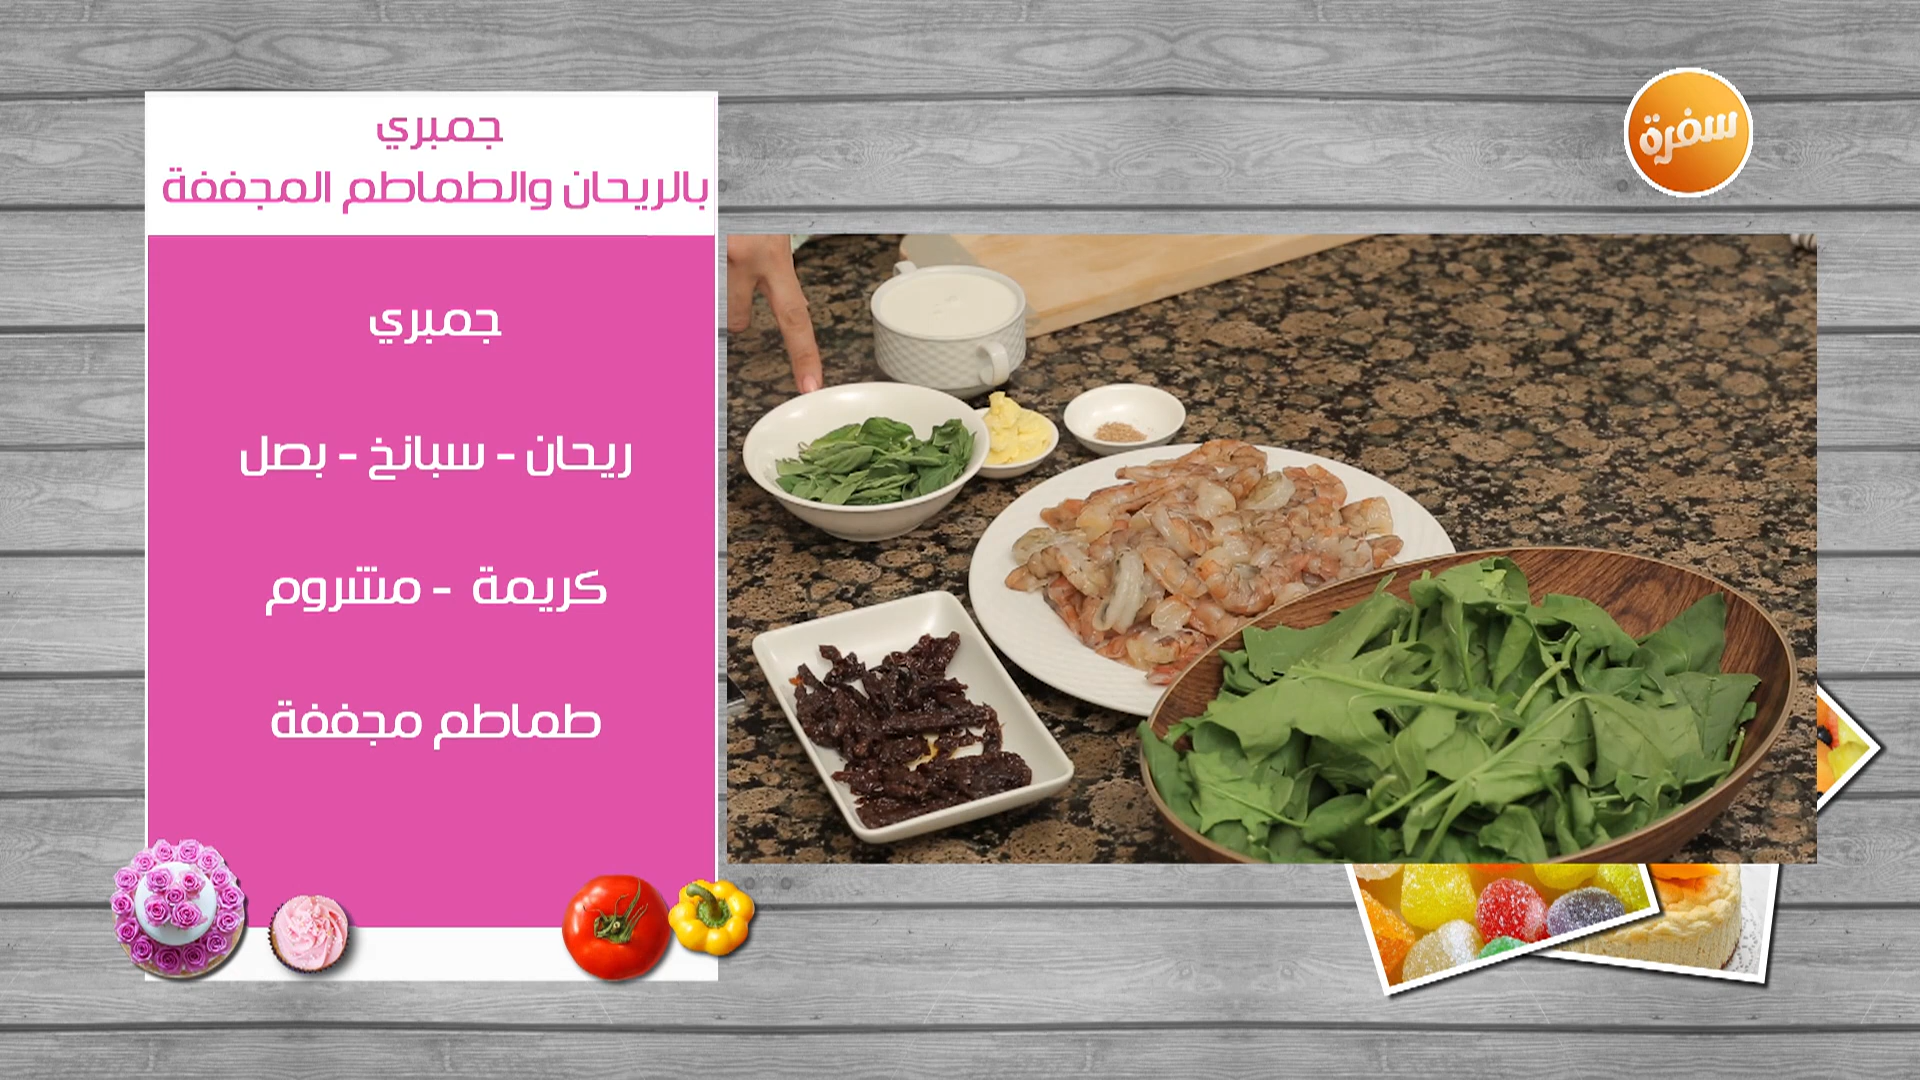 جمبري
بالريحان والطماطم المجففة
جمبري
ريحان - سبانخ - بصل
كريمة - مشروم
طماطم مجففة
سفرة